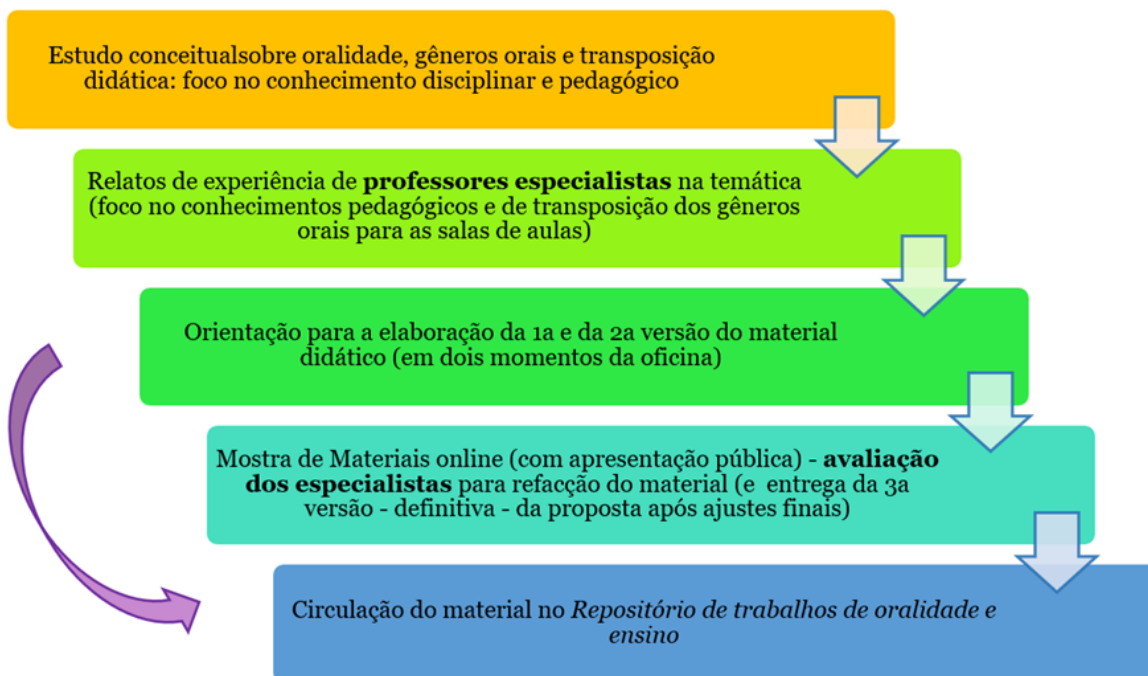 Estudo conceitualsobre oralidade, gêneros orais e transposição
didática: foco no conhecimento disciplinar e pedagógico
Relatos de experiência de professores especialistas na temática
(foco no conhecimentos pedagógicos e de transposição dos gêneros
orais para as salas de aulas)
Orientação para a elaboração da 1a e da 2a versão do material
didático (em dois momentos da oficina)
Mostra de Materiais online (com apresentação pública) - avaliação
dos especialistas para refacção do material (e entrega da 3a
versão - definitiva - da proposta após ajustes finais)
Circulação do material no Repositório de trabalhos de oralidade e
ensino